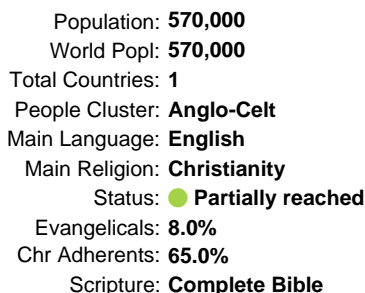 Population: 570,000
World Popl: 570,000
Total Countries: 1
People Cluster: Anglo-Celt
Main Language: English
Main Religion: Christianity
Status: Partially reached
Evangelicals: 8.0%
Chr Adherents: 65.0%
Scripture: Complete Bible